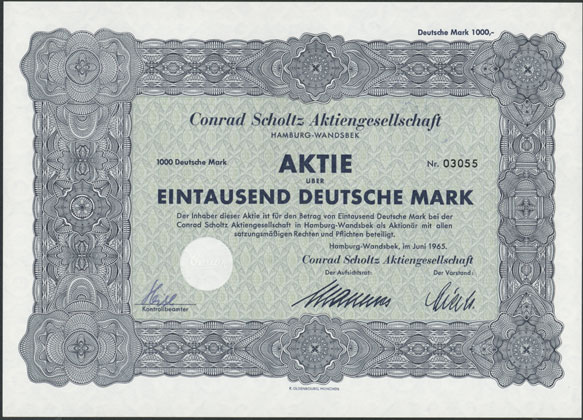 Deutsche Mark 1000,-
Conrad Scholtz Aktiengesellschaft
HAMBURG-WANDSBEK
1000 Deutsche Mark
AKTIE
Nr. 03055
ÜBER
EINTAUSEND DEUTSCHE MARK
Der Inhaber dieser Aktie ist für den Betrag von Eintausend Deutsche Mark bei der
Conrad Scholtz Aktiengesellschaft in Hamburg-Wandsbek als Aktionär mit allen
satzungsmäßigen Rechten und Pflichten beteiligt.
Hamburg-Wandsbek, im Juni 1965.
Conrad Scholtz Aktiengesellschaft
Der Aufsichtsrat:
Der Vorstand:
Kontrollbeamter
R. OLDENBOURG, MÜNCHEN